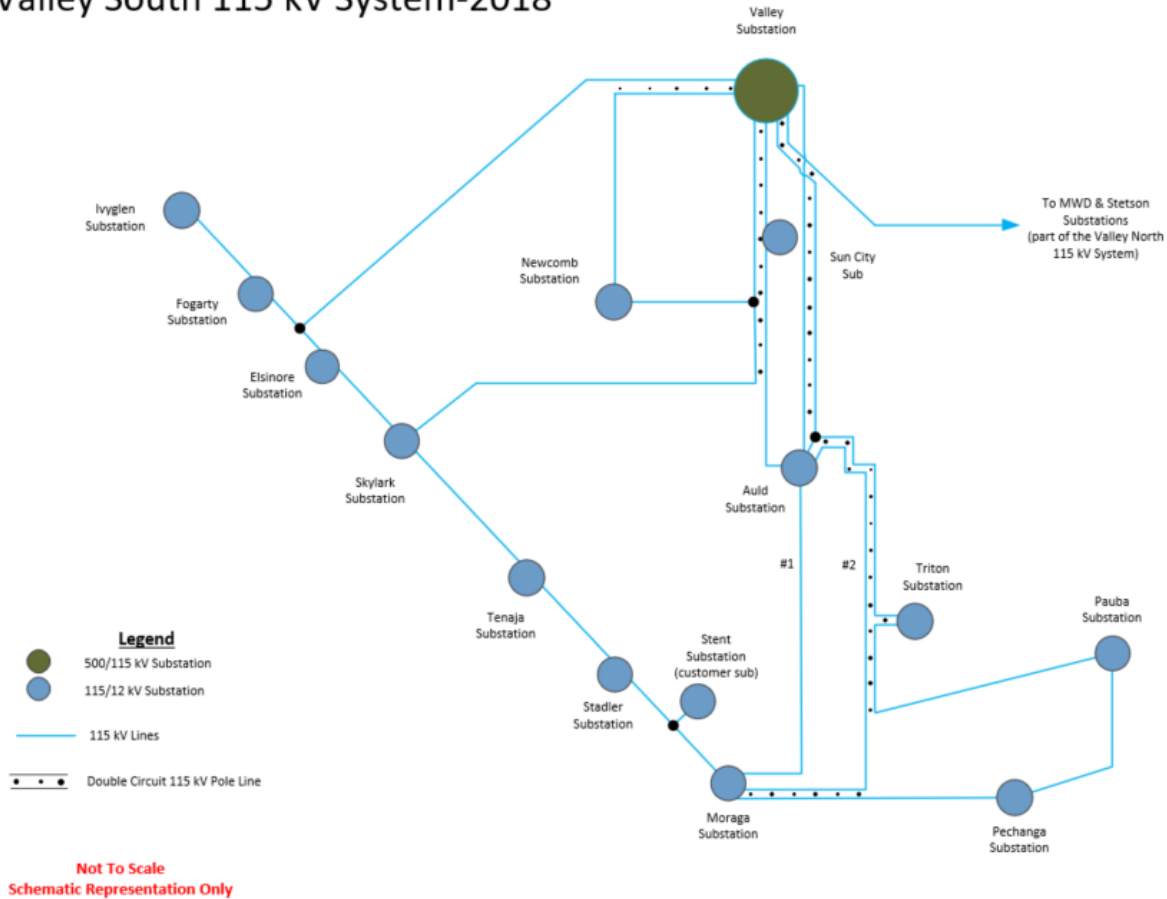 Valley South 115 kV System-2018
Valley
Substation
Ivyglen
Substation
To MWD & Stetson
Substations
(part of the Valley North
115 kV System)
Newcomb
Substation
Sun City
Sub
Fogarty
Substation
Elsinore
Substation
Skylark
Substation
Auld
Substation
#1
#2
Triton
Substation
Pauba
Substation
Tenaja
Substation
Stent
Substation
(customer sub)
Stadler
Substation
Moraga
Substation
Pechanga
Substation
Legend
500/115 kV Substation
115/12 kV Substation
115 kV Lines
Double Circuit 115 kV Pole Line
Not To Scale
Schematic Representation Only